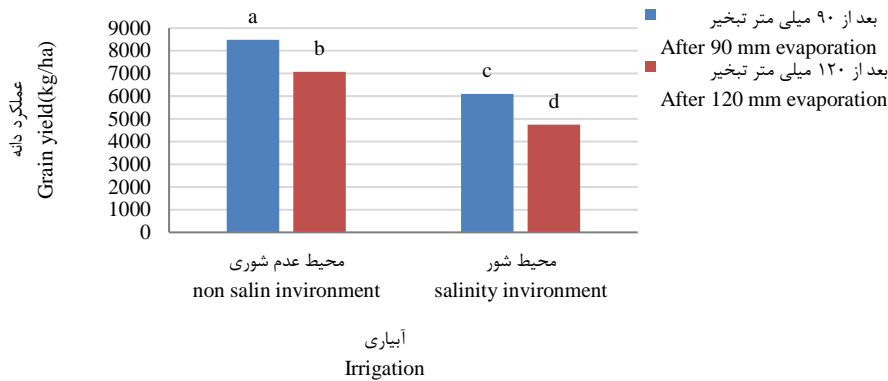 عملکرد دانه
Grain yield(kg/ha)
9000
8000
7000
6000
5000
4000
3000
2000
1000
0
a
b
c
d
محیط عدم شوری
non salin invironment
محیط شور
salinity invironment
آبیاری
Irrigation
بعد از ۹۰ میلی متر تبخیر
After 90 mm evaporation
بعد از ۱۲۰ میلی متر تبخیر
After 120 mm evaporation